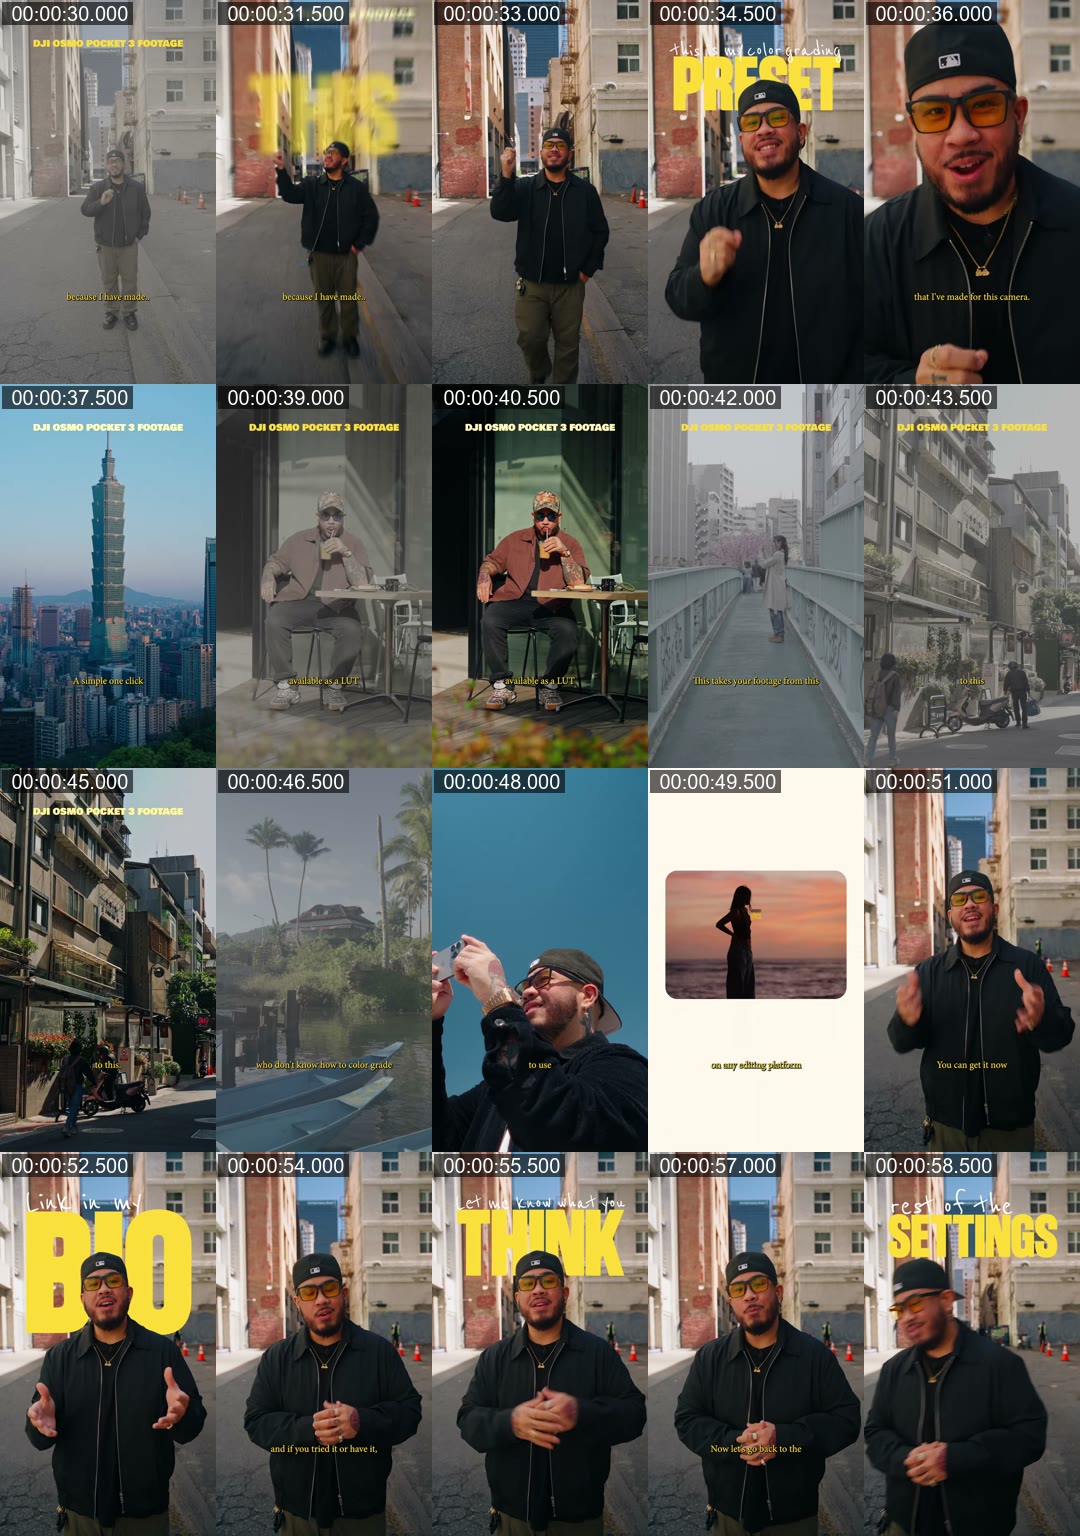 00:00:30.000
DJI OSMO POCKET 3 FOOTAGE
because I have made..
00:00:31.500
FOOTAGE
THIS
because I have made..
00:00:33.000
00:00:34.500
this is my color grading
PRESET
00:00:36.000
that I've made for this camera.
00:00:37.500
DJI OSMO POCKET 3 FOOTAGE
A simple one click
00:00:39.000
DJI OSMO POCKET 3 FOOTAGE
available as a LUT
00:00:40.500
DJI OSMO POCKET 3 FOOTAGE
available as a LUT
00:00:42.000
DJI OSMO POCKET 3 FOOTAGE
This takes your footage from this
00:00:43.500
DJI OSMO POCKET 3 FOOTAGE
to this
00:00:45.000
DJI OSMO POCKET 3 FOOTAGE
to this
00:00:46.500
who don't know how to color grade
00:00:48.000
to use
00:00:49.500
on any editing platform
00:00:51.000
You can get it now
00:00:52.500
Link in my
BIO
00:00:54.000
and if you tried it or have it,
00:00:55.500
Let me know what you
THINK
00:00:57.000
Now let's go back to the
00:00:58.500
rest of the
SETTINGS